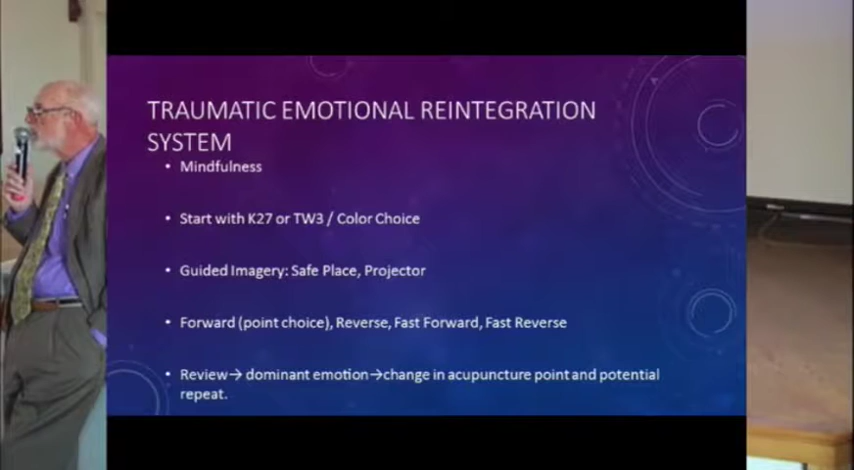 TRAUMATIC EMOTIONAL REINTEGRATION
SYSTEM
• Mindfulness
• Start with K27 or TW3 / Color Choice
• Guided Imagery: Safe Place, Projector
• Forward (point choice), Reverse, Fast Forward, Fast Reverse
• Review→ dominant emotion→change in acupuncture point and potential
repeat.